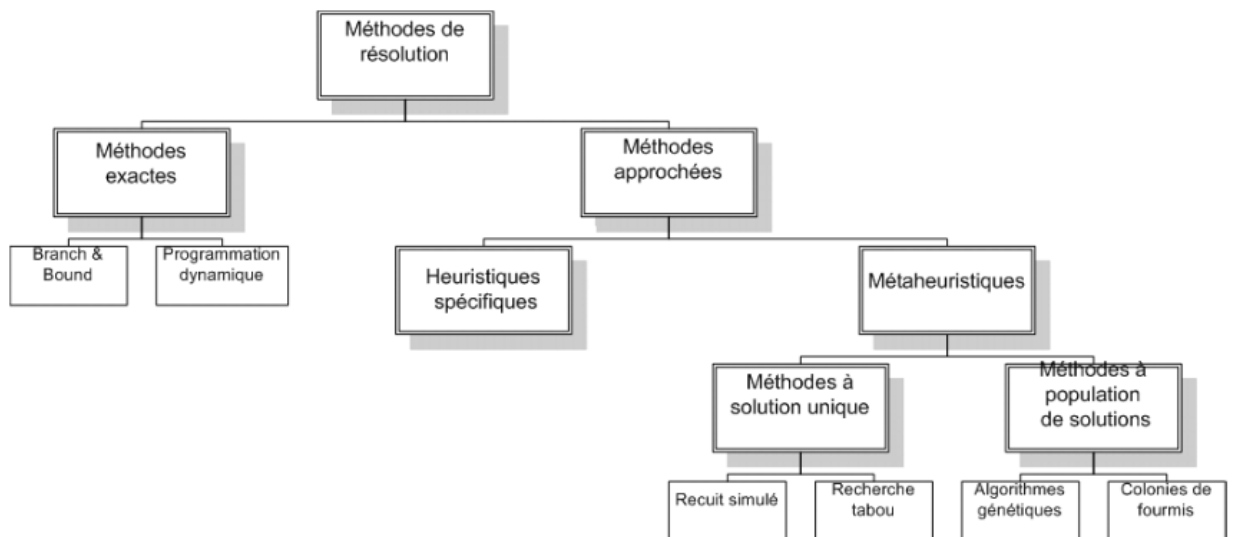 Méthodes de
résolution
Méthodes
exactes
Méthodes
approchées
Branch &
Bound
Programmation
dynamique
Heuristiques
spécifiques
Métaheuristiques
Méthodes à
solution unique
Méthodes à
population
de solutions
Recuit simulé
Recherche
tabou
Algorithmes
génétiques
Colonies de
fourmis